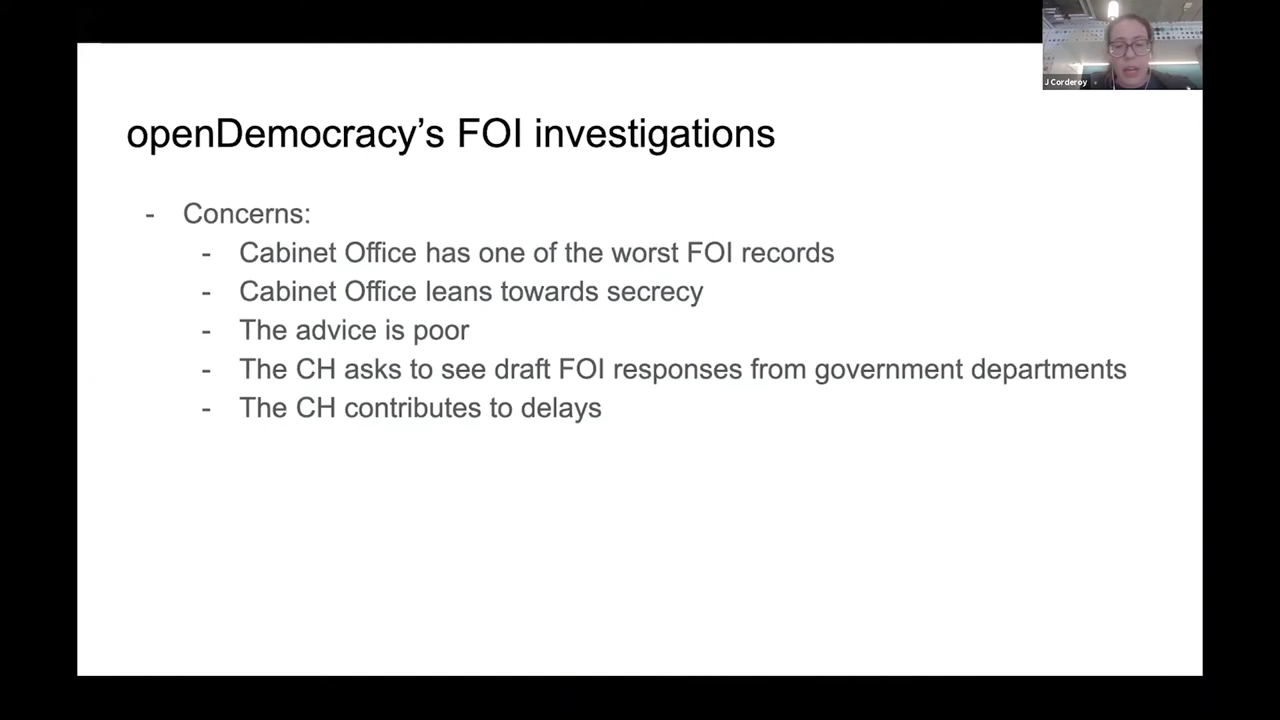 J Corderoy
openDemocracy’s FOI investigations
- Concerns:
- Cabinet Office has one of the worst FOI records
- Cabinet Office leans towards secrecy
- The advice is poor
- The CH asks to see draft FOI responses from government departments
- The CH contributes to delays